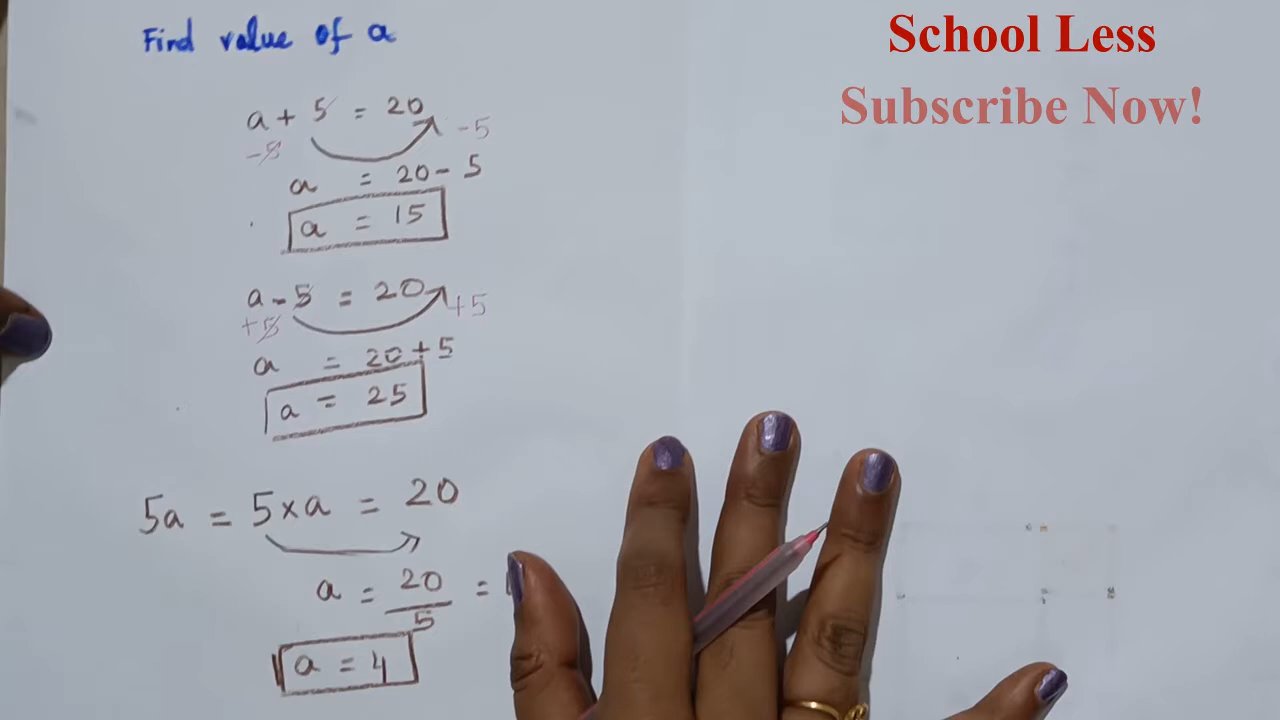 Find value of a
School Less
Subscribe Now!
a + 5 = 20
-5 -5
a = 20 - 5
a = 15
a - 5 = 20
+5 +5
a = 20 + 5
a = 25
5a = 5 x a = 20
a = 20/5 =
a = 4